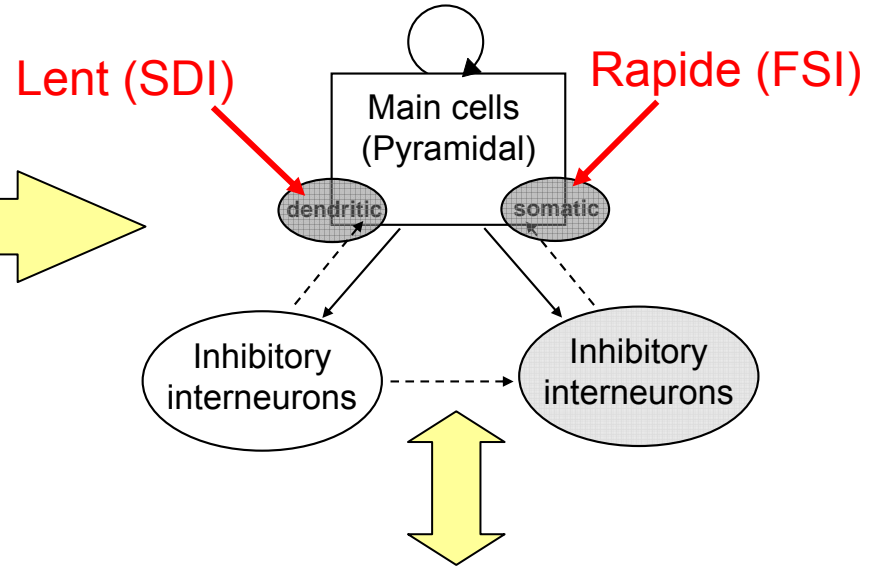 Lent (SDI)
Rapide (FSI)
Main cells
(Pyramidal)
dendritic
somatic
Inhibitory
interneurons
Inhibitory
interneurons